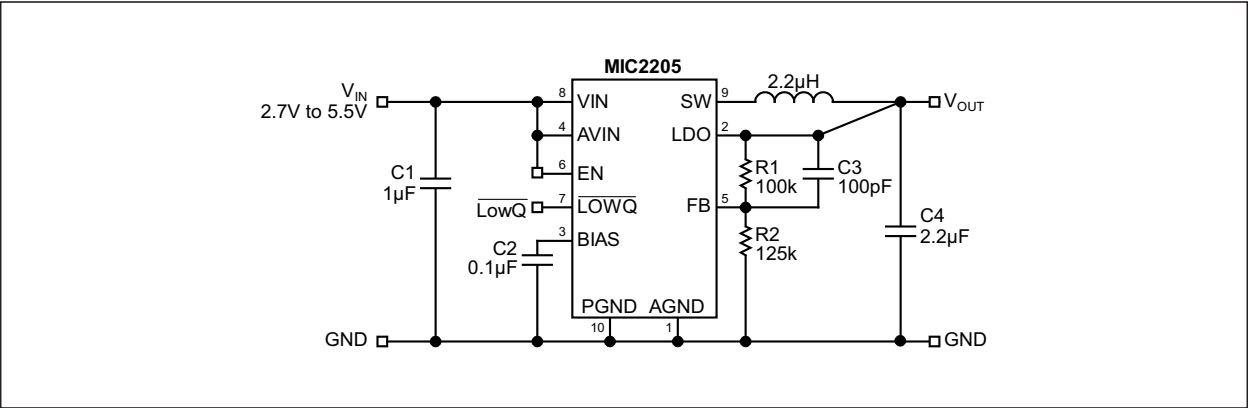 MIC2205
V_IN
2.7V to 5.5V
8
VIN
4
AVIN
6
EN
LowQ
7
LOWQ
3
BIAS
C1
1µF
C2
0.1µF
SW
9
2.2µH
V_OUT
LDO
2
R1
100k
C3
100pF
FB
5
R2
125k
C4
2.2µF
PGND
AGND
10
1
GND
GND